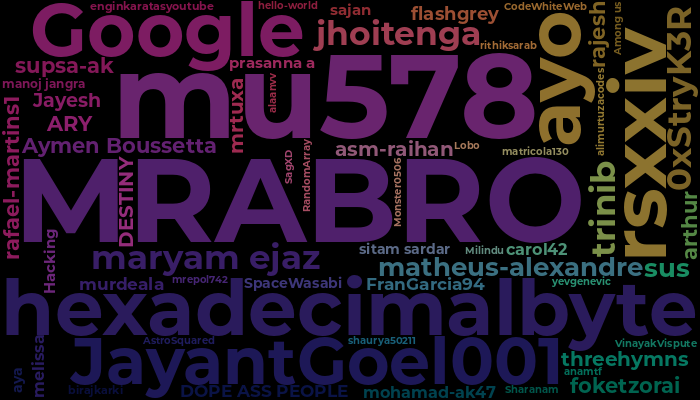 enginkaratasyoutube
hello-world
sajan
flashgrey
CodeWhiteWeb
Google
jhoitenga
rithiksarab
ayo
rajesh
Among us
rsxxiv
0xStryk3R
supsa-ak
prasanna a
manoj jangra
mu578
Jayesh
ARY
mrtuxa
alaanvv
alimurtuzacodes
rafael-martins1
Aymen Boussetta
asm-raihan
Lobo
matricola130
DESTINY
MRABRO
SagXD
RandomArray
Monster0506
trinib
arthur
Hacking
maryam ejaz
sitam sardar
Milindu
carol42
matheus-alexandre
sus
murdeala
mrepol742
SpaceWasabi
FranGarcia94
yevgenevic
hexadecimalbyte
AstroSquared
shaurya50211
VinayakVispute
aya
melissa
JayantGoel001
threehymns
anamtf
birajkarki
DOPE ASS PEOPLE
mohamad-ak47
Sharanam
foketzorai